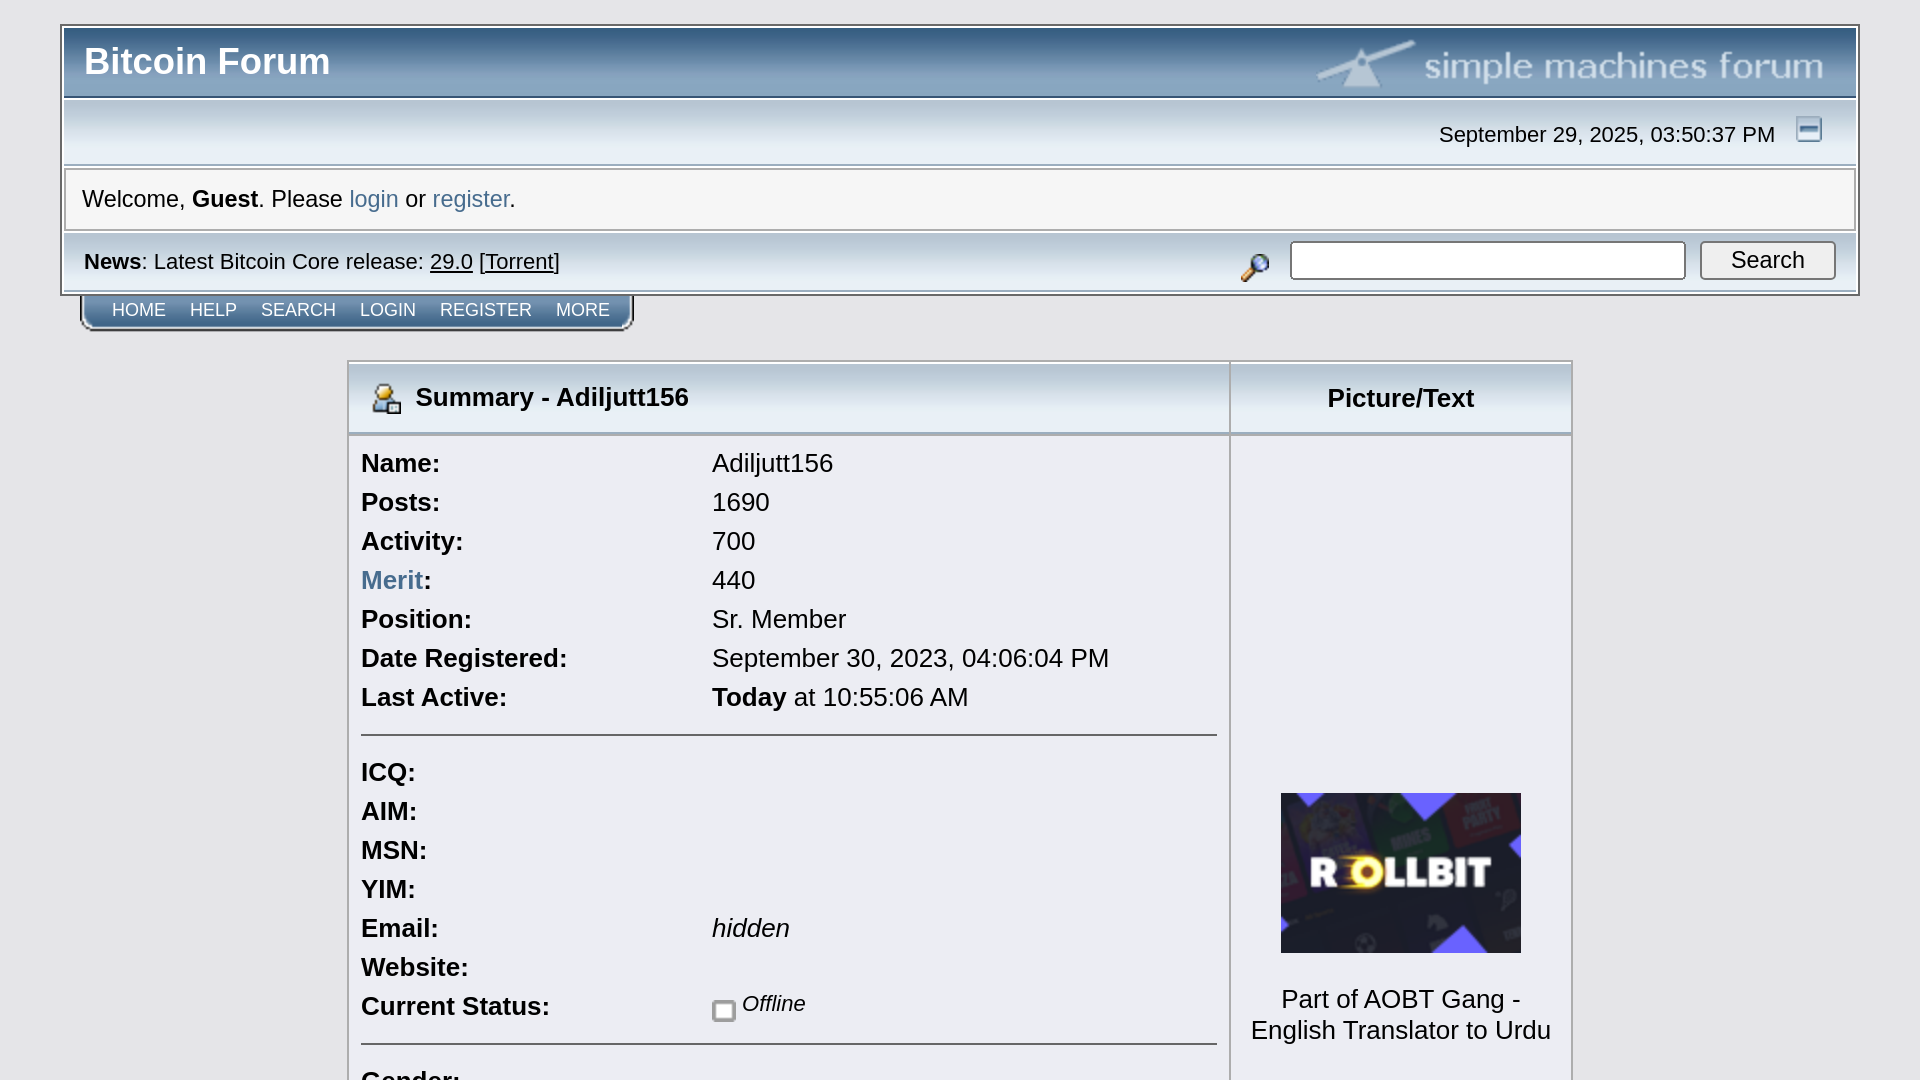 Bitcoin Forum
simple machines forum
September 29, 2025, 03:50:37 PM
Welcome, Guest. Please login or register.
News: Latest Bitcoin Core release: 29.0 [Torrent]
Search
HOME HELP SEARCH LOGIN REGISTER MORE
Summary - Adiljutt156
Picture/Text
Name: Adiljutt156
Posts: 1690
Activity: 700
Merit: 440
Position: Sr. Member
Date Registered: September 30, 2023, 04:06:04 PM
Last Active: Today at 10:55:06 AM
ICQ:
AIM:
MSN:
YIM:
Email: hidden
Website:
Current Status: Offline
Gender:
MINES
PARTY
ROLLBIT
Part of AOBT Gang -
English Translator to Urdu